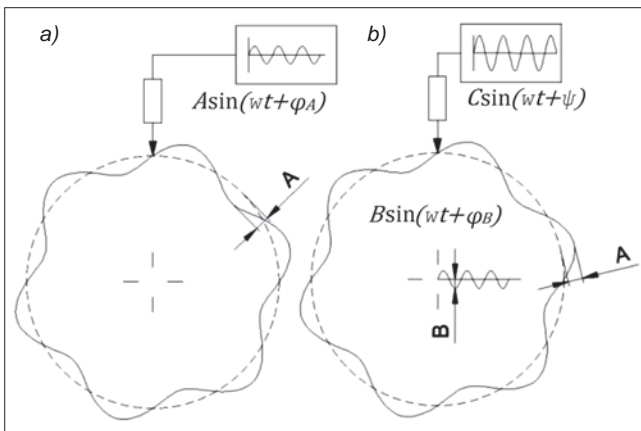 a)
b)
Asin(wt+φA)
Csin(wt+ψ)
A
Bsin(wt+φB)
A
B